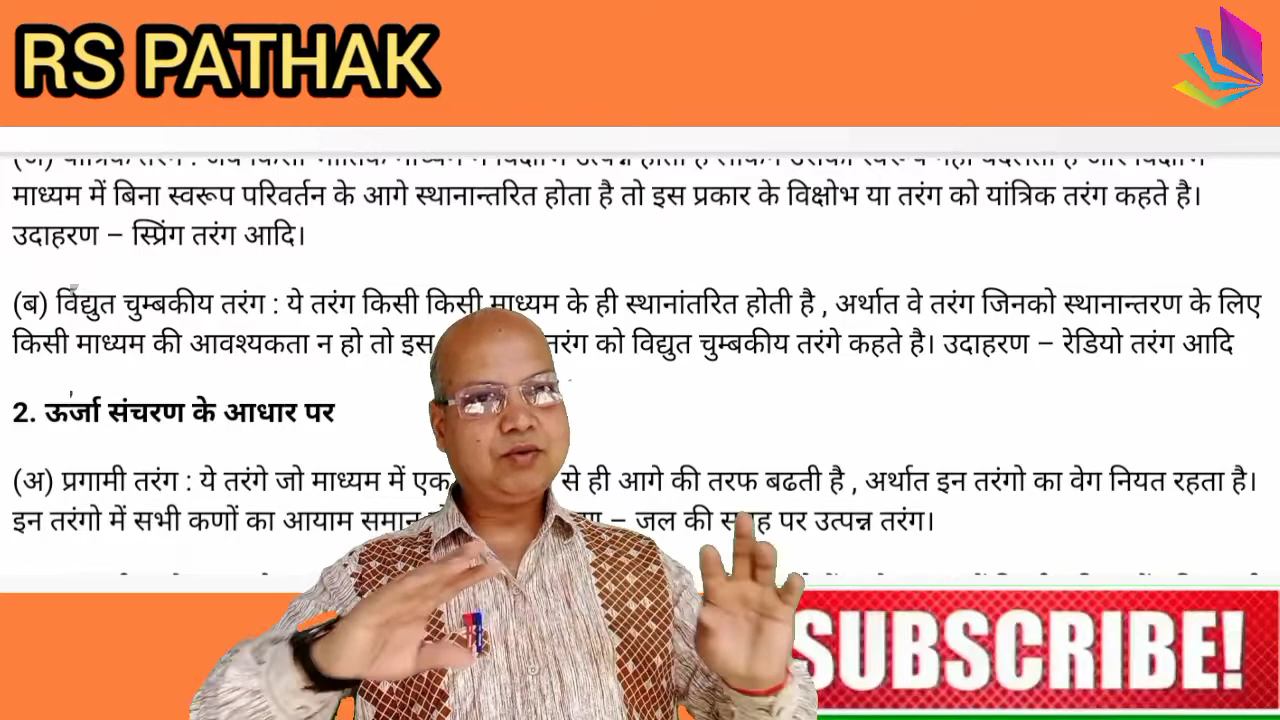 RS PATHAK
माध्यम में बिना स्वरूप परिवर्तन के आगे स्थानान्तरित होता है तो इस प्रकार के विक्षोभ या तरंग को यांत्रिक तरंग कहते है।
उदाहरण – स्प्रिंग तरंग आदि।
(ब) विद्युत चुम्बकीय तरंग : ये तरंग किसी किसी माध्यम के ही स्थानांतरित होती है , अर्थात वे तरंग जिनको स्थानान्तरण के लिए
किसी माध्यम की आवश्यकता न हो तो इस तरंग को विद्युत चुम्बकीय तरंगे कहते है। उदाहरण – रेडियो तरंग आदि
2. ऊर्जा संचरण के आधार पर
(अ) प्रगामी तरंग : ये तरंगे जो माध्यम में एक से ही आगे की तरफ बढती है , अर्थात इन तरंगो का वेग नियत रहता है।
इन तरंगो में सभी कणों का आयाम समान – जल की सतह पर उत्पन्न तरंग।
SUBSCRIBE!